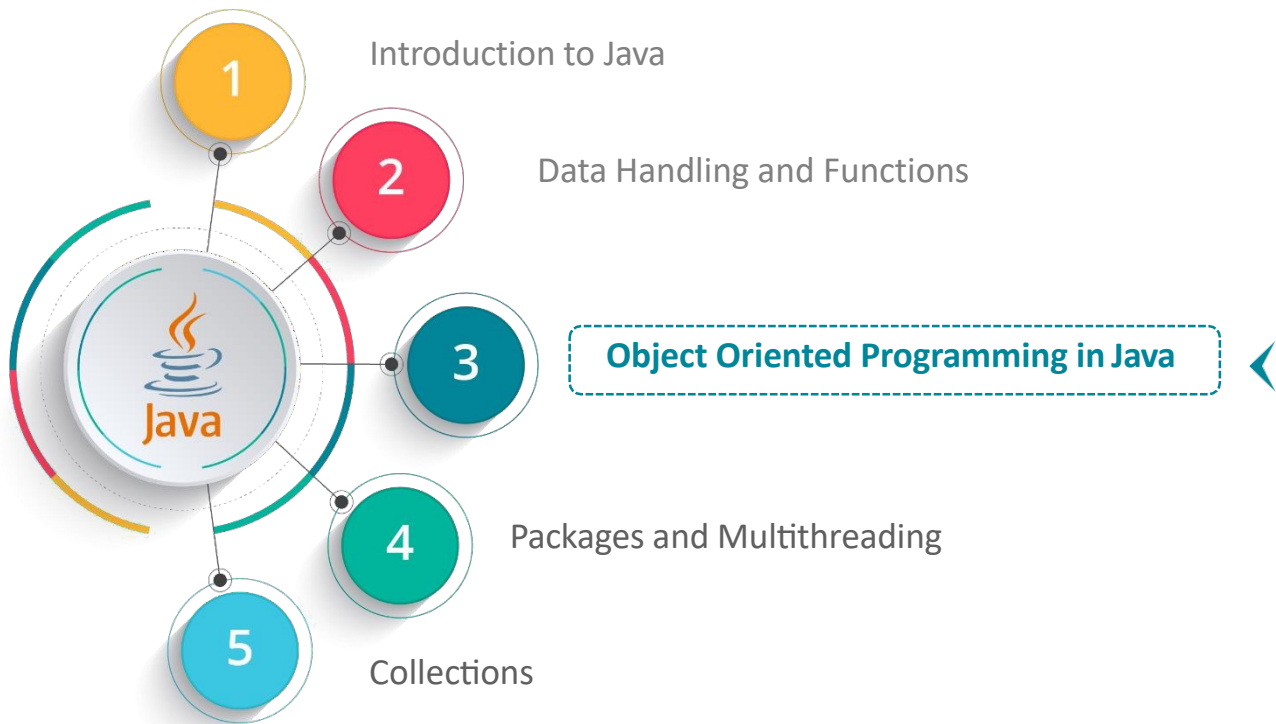 1
Introduction to Java
2
Data Handling and Functions
3
Object Oriented Programming in Java
Java
4
Packages and Multithreading
5
Collections